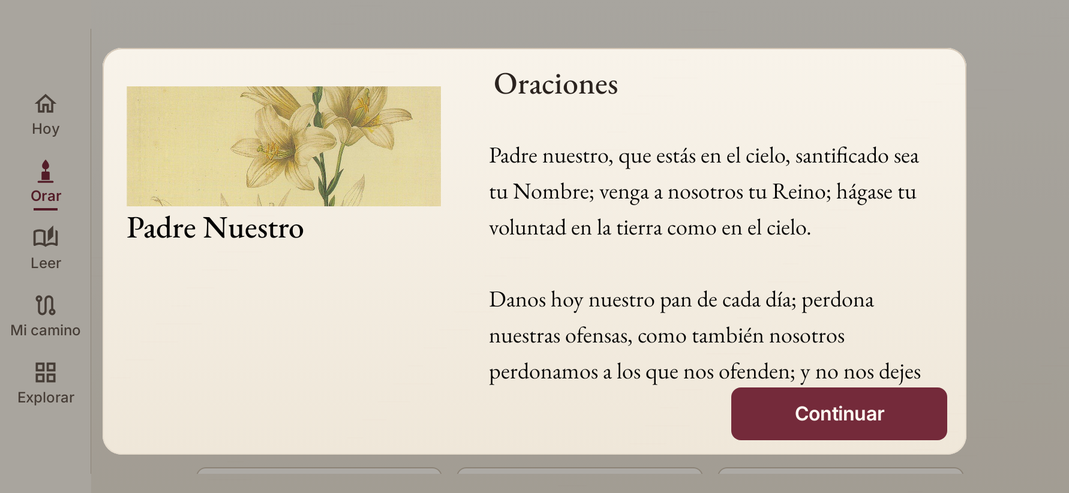 Hoy
Orar
Leer
Mi camino
Explorar
Padre Nuestro
Oraciones
Padre nuestro, que estás en el cielo, santificado sea
tu Nombre; venga a nosotros tu Reino; hágase tu
voluntad en la tierra como en el cielo.
Danos hoy nuestro pan de cada día; perdona
nuestras ofensas, como también nosotros
perdonamos a los que nos ofenden; y no nos dejes
Continuar